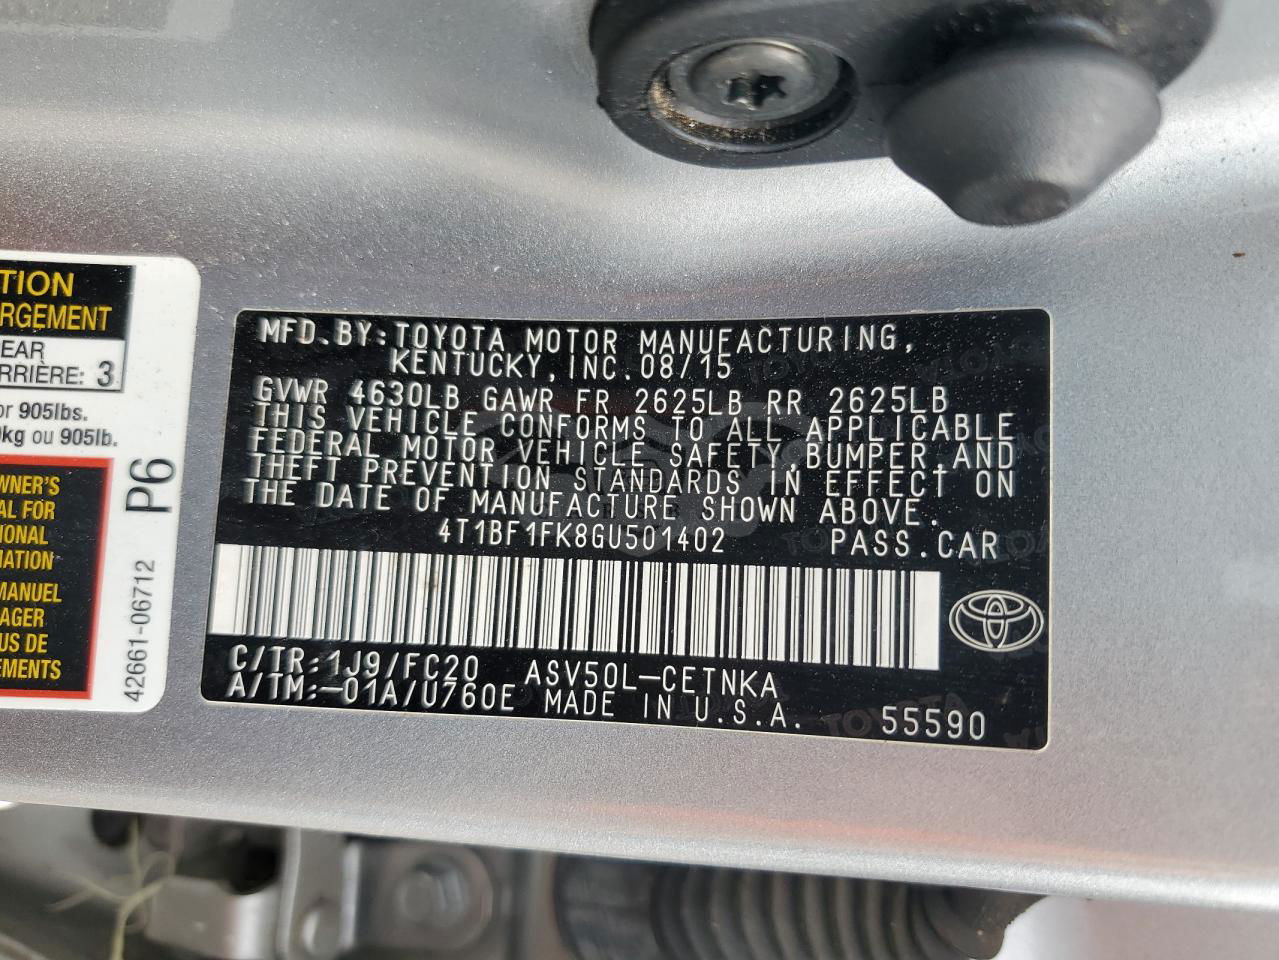 TION
RGEMENT
EAR
RRIÈRE: 3
or 905lbs.
0kg ou 905lb.
WNER'S
AL FOR
IONAL
MATION
MANUEL
AGER
US DE
EMENTS
P6
42661-06712
MFD.BY:TOYOTA MOTOR MANUFACTURING,
KENTUCKY,INC.08/15
GVWR 4630LB GAWR FR 2625LB RR 2625LB
THIS VEHICLE CONFORMS TO ALL APPLICABLE
FEDERAL MOTOR VEHICLE SAFETY,BUMPER,AND
THEFT PREVENTION STANDARDS IN EFFECT ON
THE DATE OF MANUFACTURE SHOWN ABOVE.
4T1BF1FK8GU501402 PASS.CAR
C/TR:1J9/FC20 ASV50L-CETNKA
A/TM:-01A/U760E MADE IN U.S.A. 55590